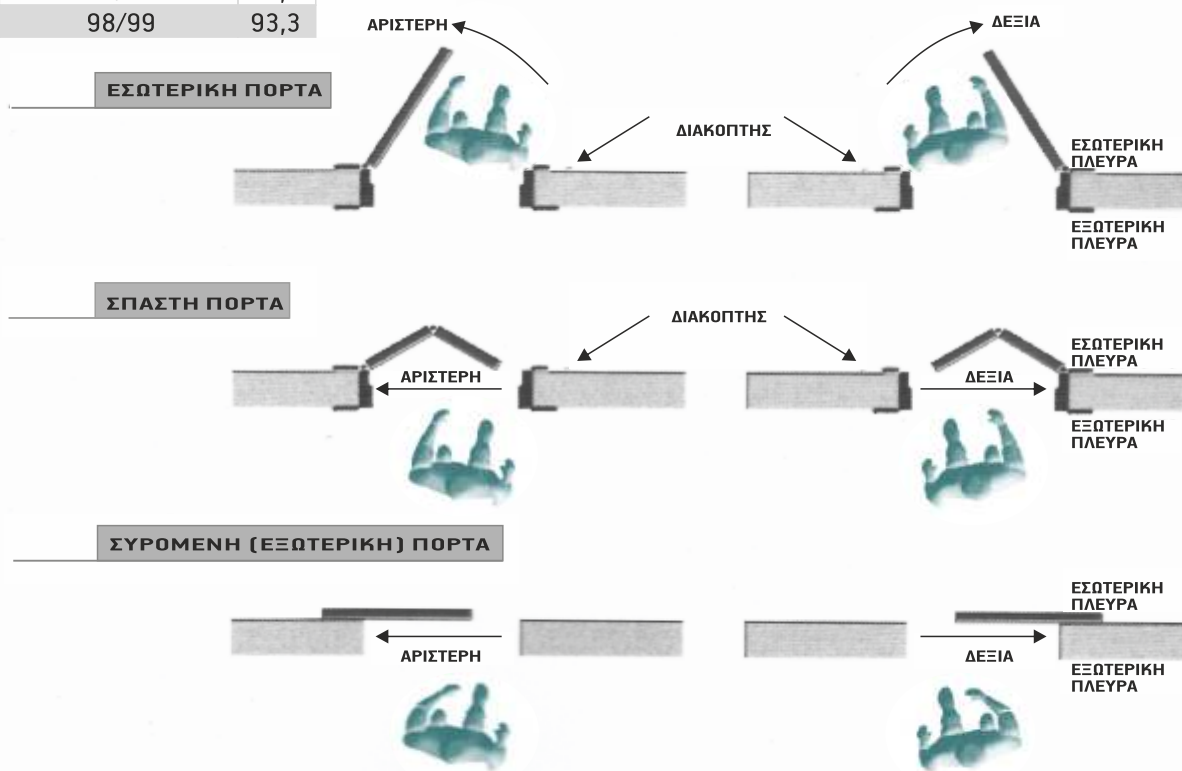 98/99 93,3
ΑΡΙΣΤΕΡΗ ΔΕΞΙΑ
ΕΣΩΤΕΡΙΚΗ ΠΟΡΤΑ
ΔΙΑΚΟΠΤΗΣ
ΕΣΩΤΕΡΙΚΗ
ΠΛΕΥΡΑ
ΕΞΩΤΕΡΙΚΗ
ΠΛΕΥΡΑ
ΣΠΑΣΤΗ ΠΟΡΤΑ
ΔΙΑΚΟΠΤΗΣ
ΕΣΩΤΕΡΙΚΗ
ΠΛΕΥΡΑ
ΑΡΙΣΤΕΡΗ ΔΕΞΙΑ
ΕΞΩΤΕΡΙΚΗ
ΠΛΕΥΡΑ
ΣΥΡΟΜΕΝΗ (ΕΞΩΤΕΡΙΚΗ) ΠΟΡΤΑ
ΕΣΩΤΕΡΙΚΗ
ΠΛΕΥΡΑ
ΑΡΙΣΤΕΡΗ ΔΕΞΙΑ
ΕΞΩΤΕΡΙΚΗ
ΠΛΕΥΡΑ